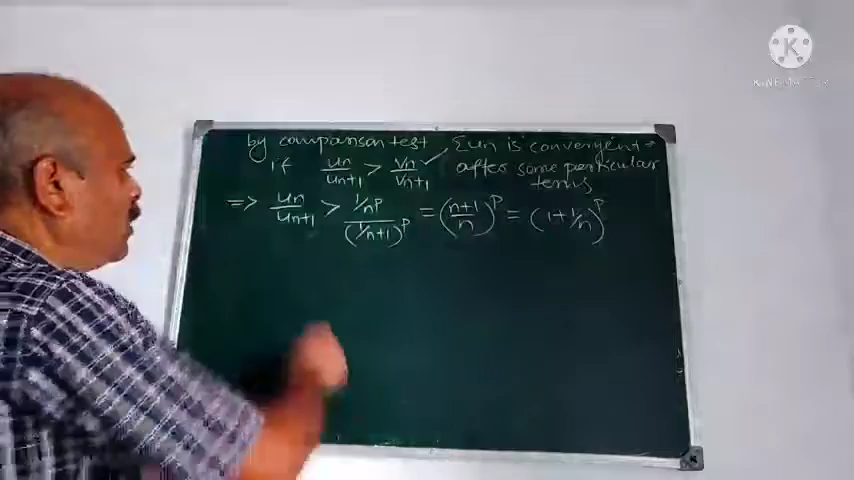 by comparison test, Σun is convergent
if un/un+1 > vn/vn+1 ✓ after some particular
terms
=> un/un+1 > 1/n^p/(1/n+1)^p = (n+1/n)^p = (1+1/n)^p
KINEMASTER